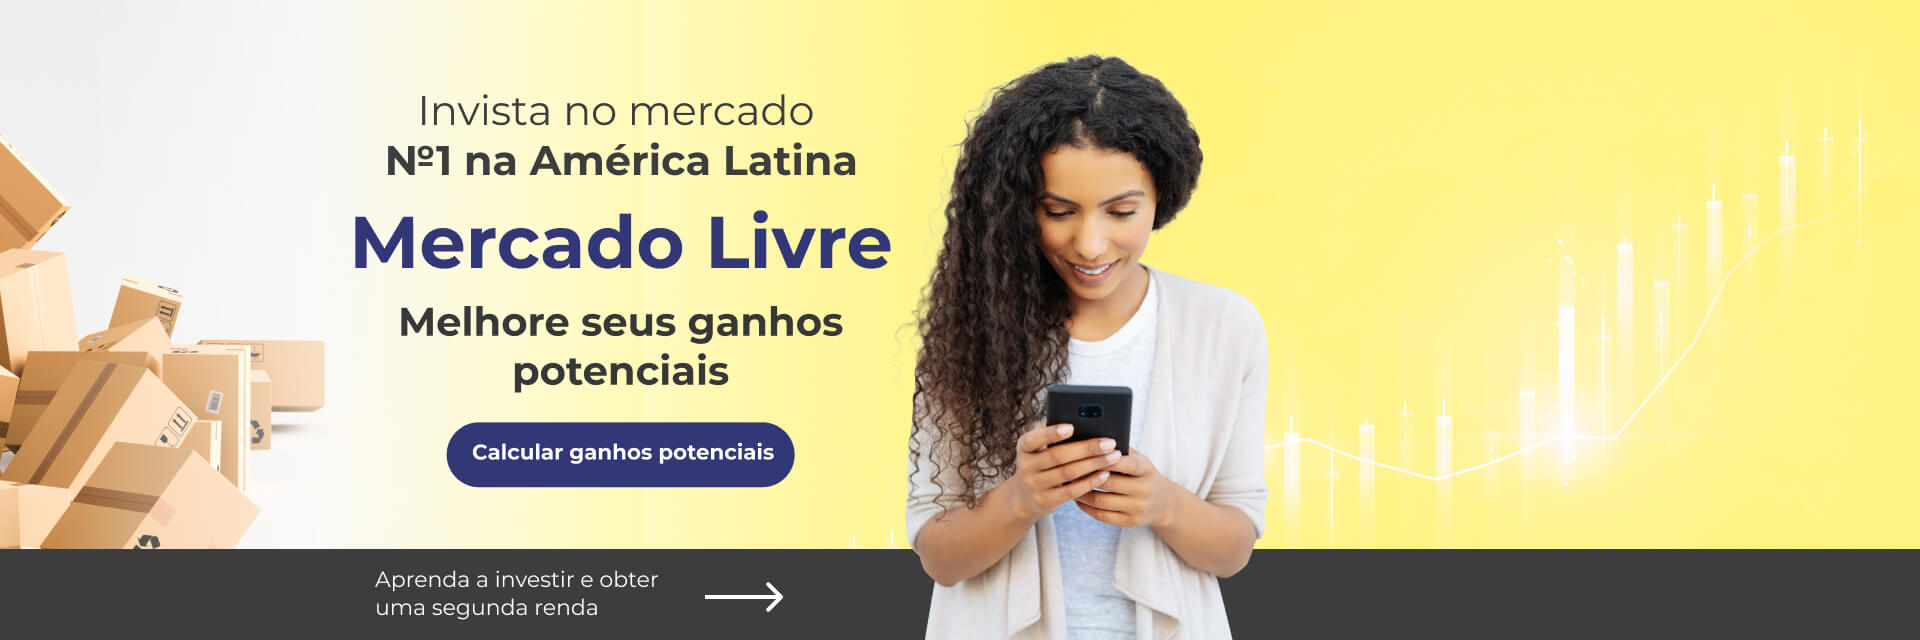 Invista no mercado
Nº1 na América Latina
Mercado Livre
Melhore seus ganhos
potenciais
Calcular ganhos potenciais
Aprenda a investir e obter
uma segunda renda